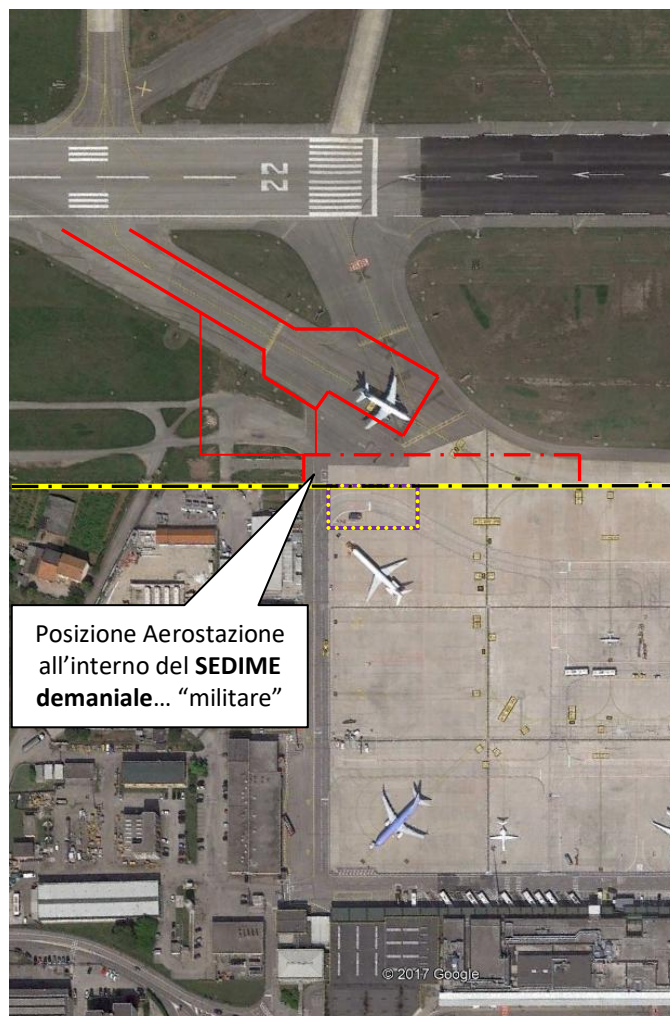 22
Posizione Aerostazione
all’interno del SEDIME
demaniale… “militare”
© 2017 Google